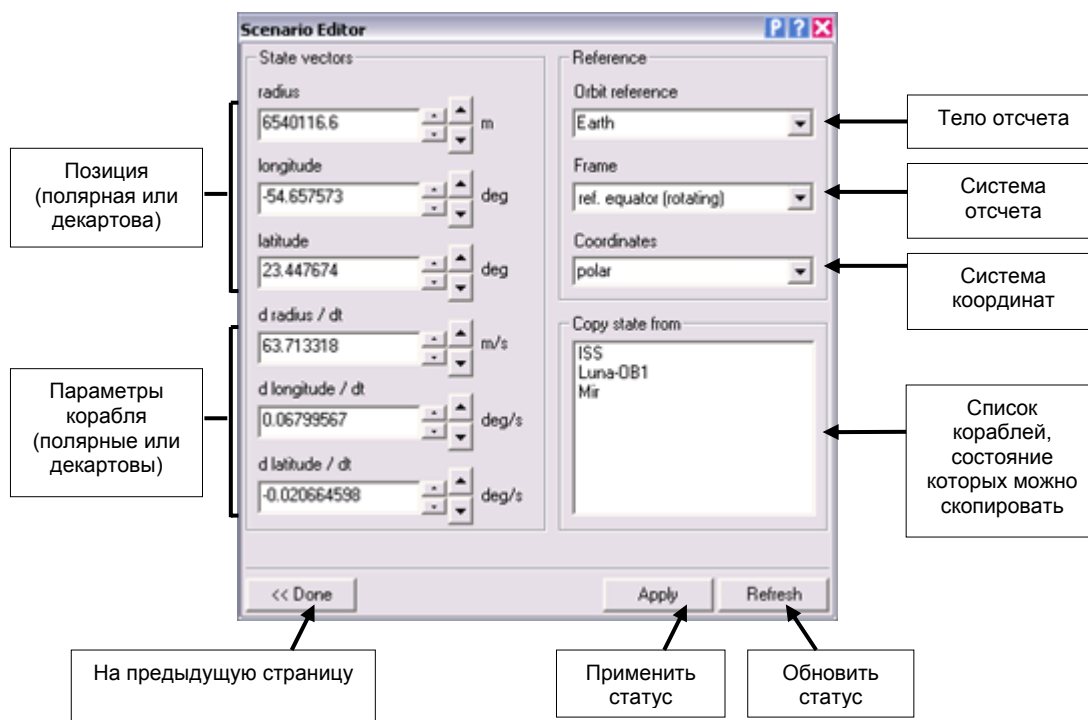 Scenario Editor
State vectors
radius
6540116.6
m
longitude
-54.657573
deg
latitude
23.447674
deg
d radius / dt
63.713318
m/s
d longitude / dt
0.06799567
deg/s
d latitude / dt
-0.020664598
deg/s
Reference
Orbit reference
Earth
Frame
ref. equator (rotating)
Coordinates
polar
Copy state from
ISS
Luna-OB1
Mir
<< Done
Apply
Refresh
Позиция
(полярная или
декартова)
Параметры
корабля
(полярные или
декартовы)
Тело отсчета
Система
отсчета
Система
координат
Список
кораблей,
состояние
которых можно
скопировать
На предыдущую страницу
Применить
статус
Обновить
статус